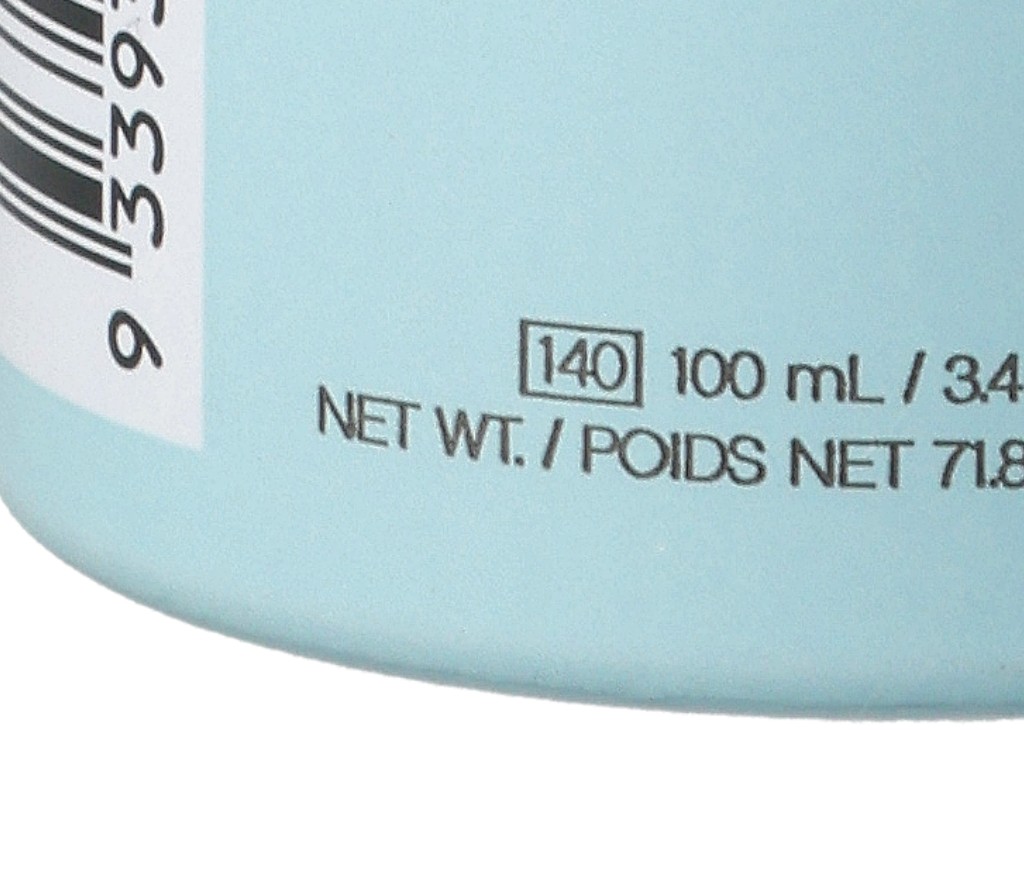 9 339
140 100 mL / 3.4
NET WT. / POIDS NET 71.8